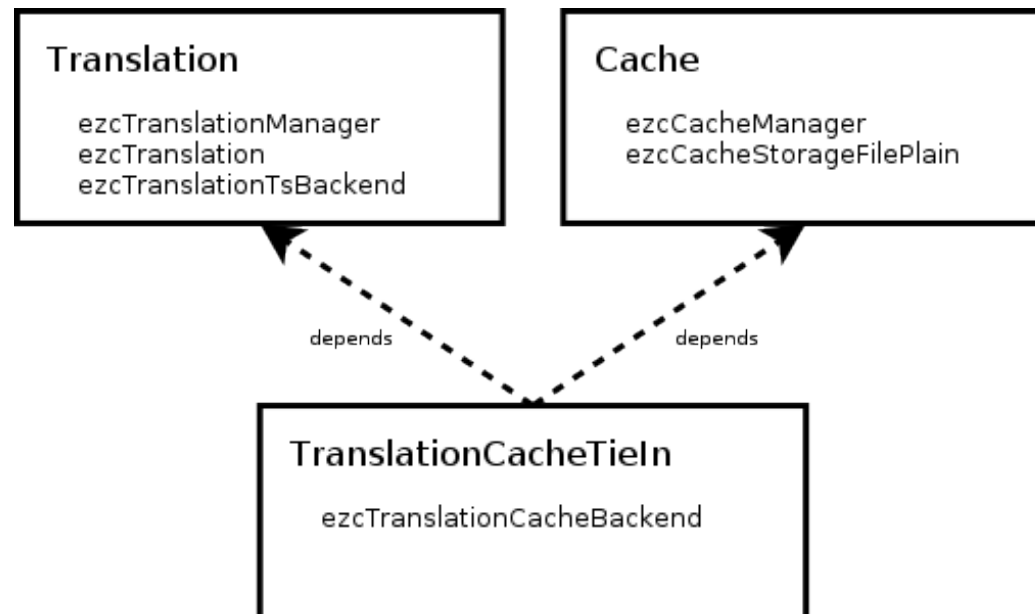 Translation
ezcTranslationManager
ezcTranslation
ezcTranslationTsBackend
Cache
ezcCacheManager
ezcCacheStorageFilePlain
depends
depends
TranslationCacheTieIn
ezcTranslationCacheBackend